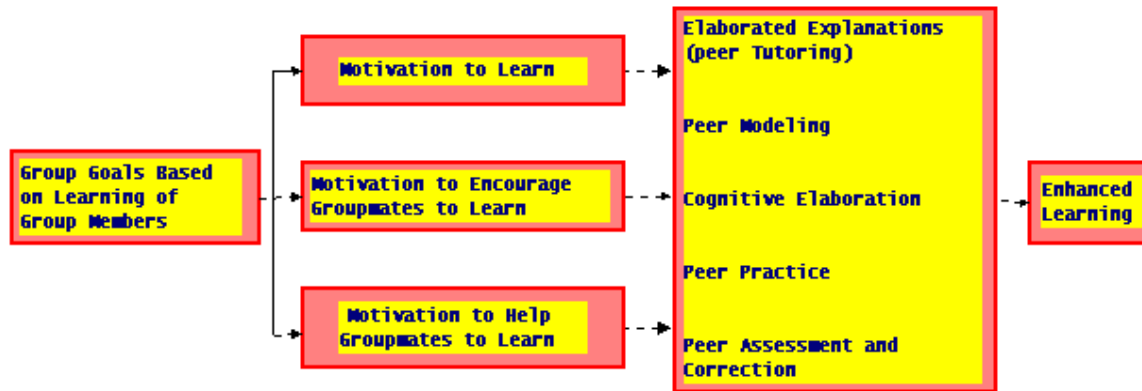 Group Goals Based
on Learning of
Group Members
Motivation to Learn
Motivation to Encourage
Groupmates to Learn
Motivation to Help
Groupmates to Learn
Elaborated Explanations
(peer Tutoring)
Peer Modeling
Cognitive Elaboration
Peer Practice
Peer Assessment and
Correction
Enhanced
Learning